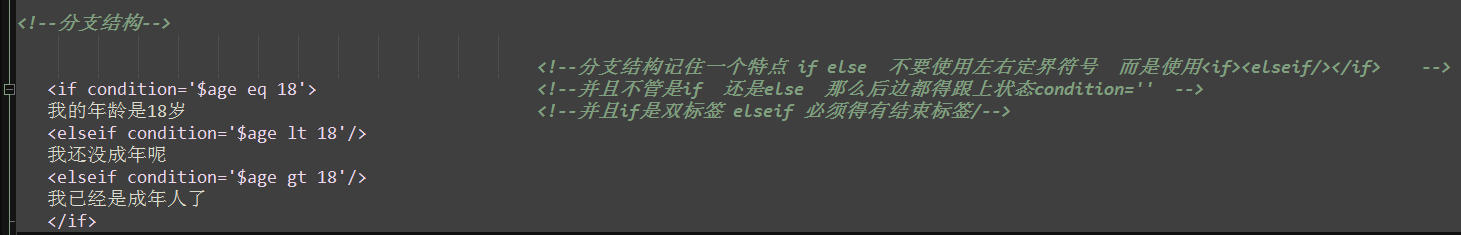 <!--分支结构-->
<!--分支结构记住一个特点 if else 不要使用左右定界符号 而是使用<if><elseif/></if> -->
<if condition='$age eq 18'> <!--并且不管是if 还是else 那么后边都得跟上状态condition='' -->
我的年龄是18岁 <!--并且if是双标签 elseif 必须得有结束标签/-->
<elseif condition='$age lt 18'/>
我还没成年呢
<elseif condition='$age gt 18'/>
我已经是成年人了
</if>